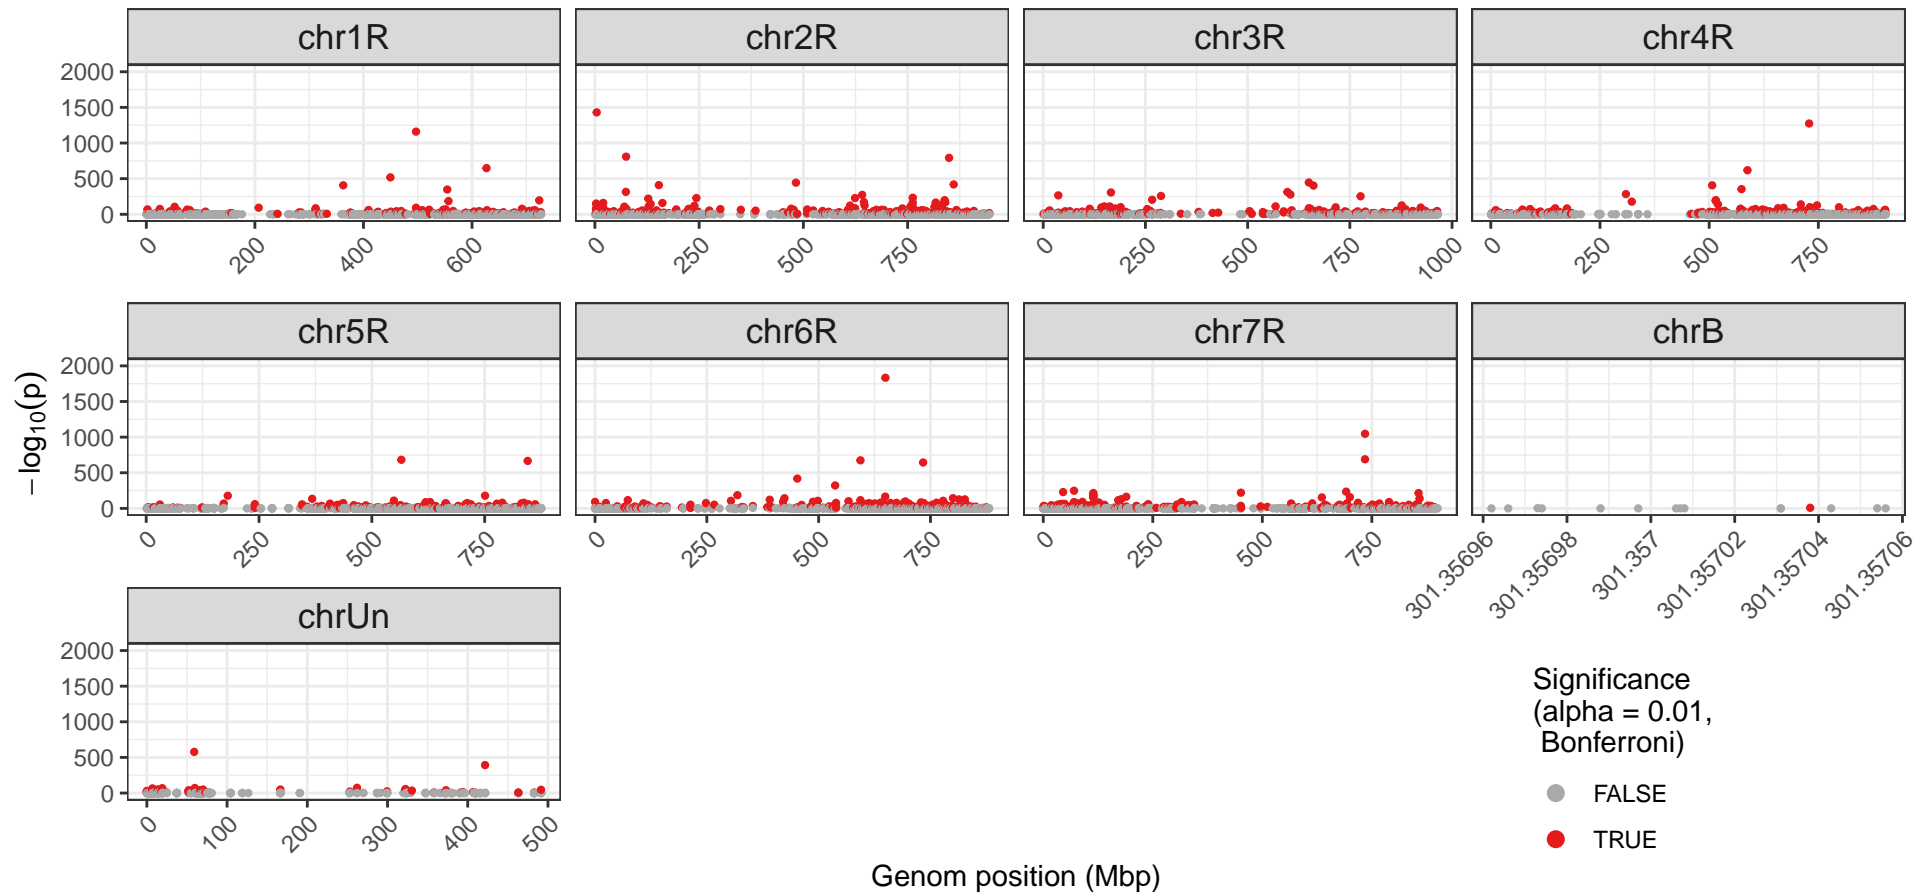 chr1R chr2R chr3R chr4R
2000
1500
1000
500
0
0 200 400 600
0 250 500 750
0 250 500 750 1000
0 250 500 750
chr5R chr6R chr7R chrB
2000
1500
1000
500
0
0 250 500 750
0 250 500 750
0 250 500 750
301.35696 301.35698 301.357 301.35702 301.35704 301.35706
−log10(p)
chrUn
2000
1500
1000
500
0
0 100 200 300 400 500
Genom position (Mbp)
Significance
(alpha = 0.01,
Bonferroni)
FALSE
TRUE